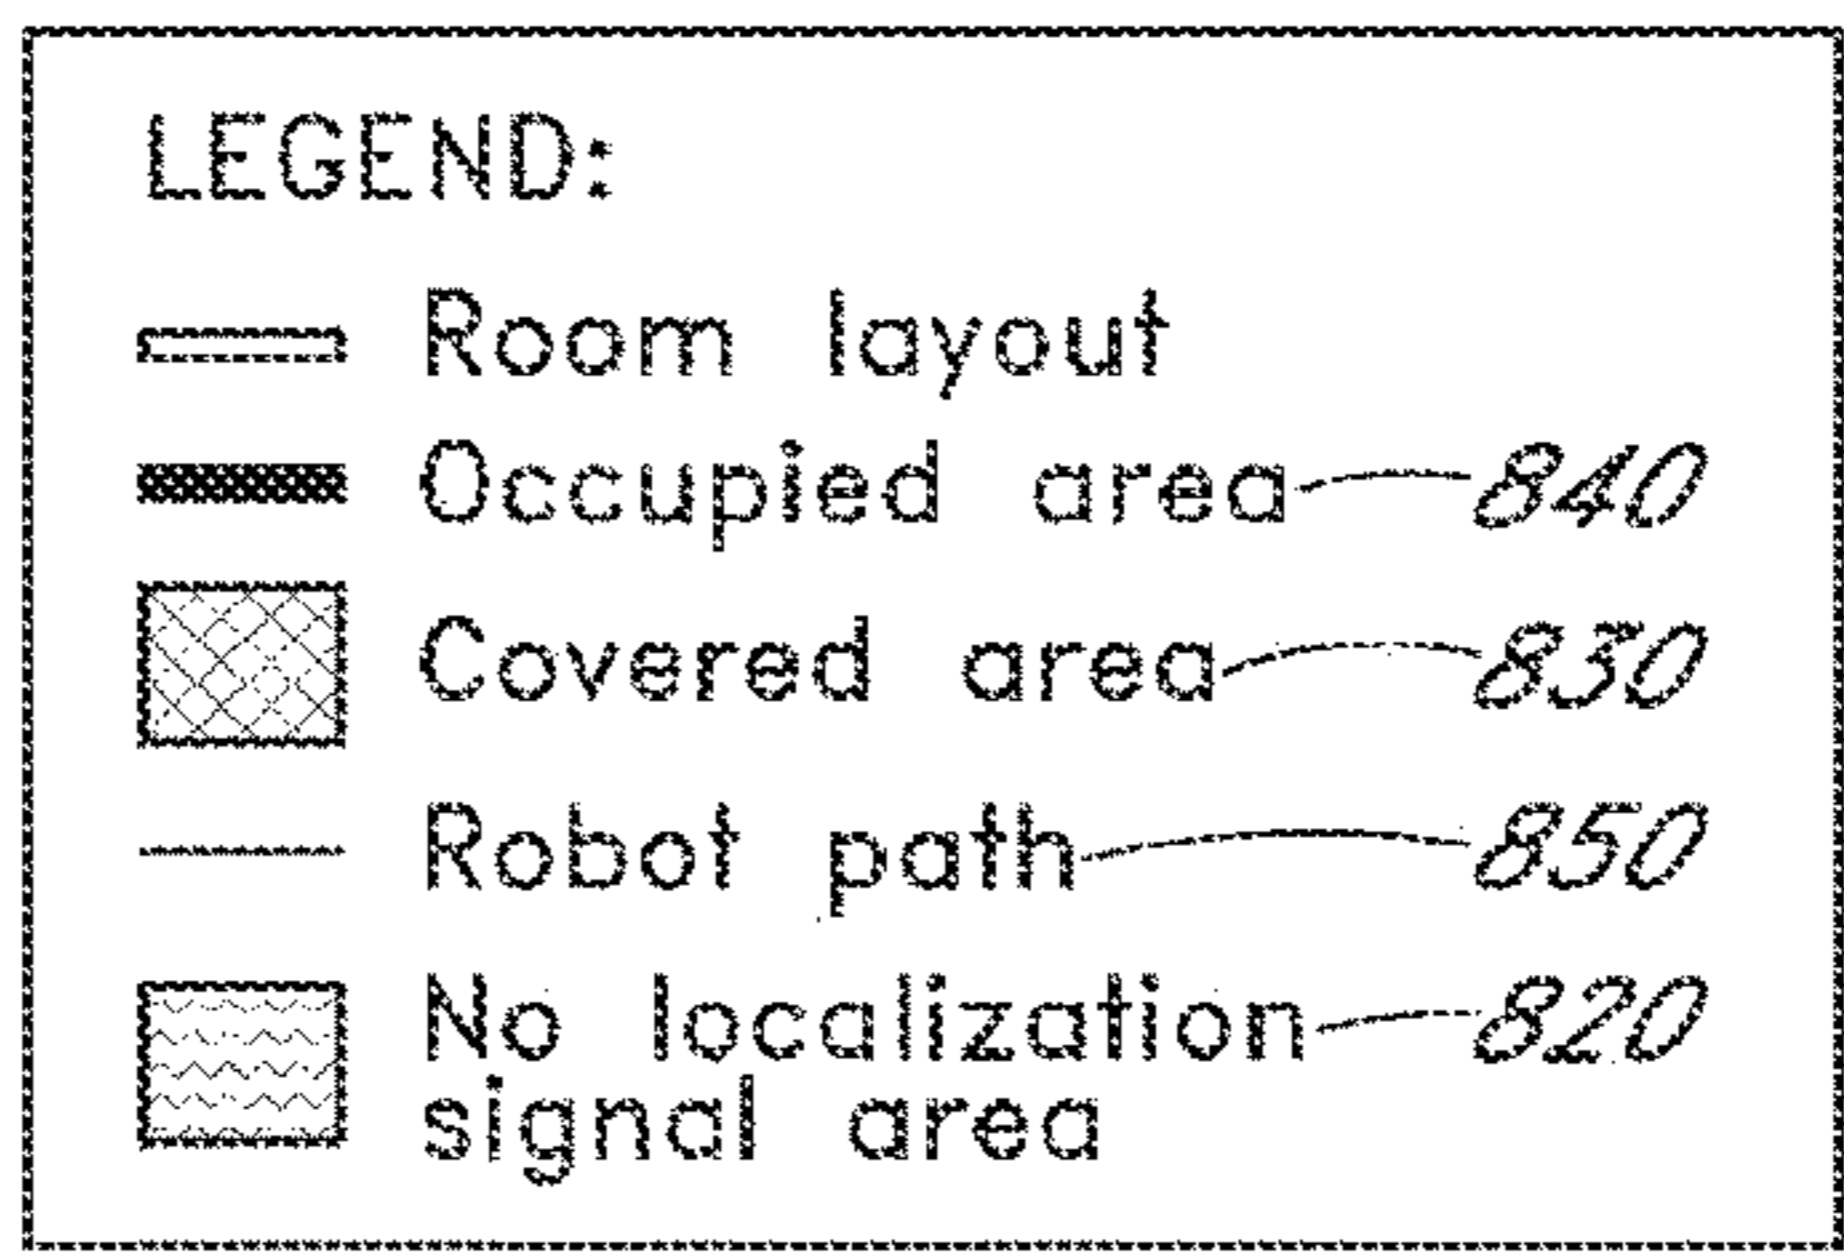 LEGEND:
Room layout
Occupied area 840
Covered area 830
Robot path 850
No localization 820
signal area